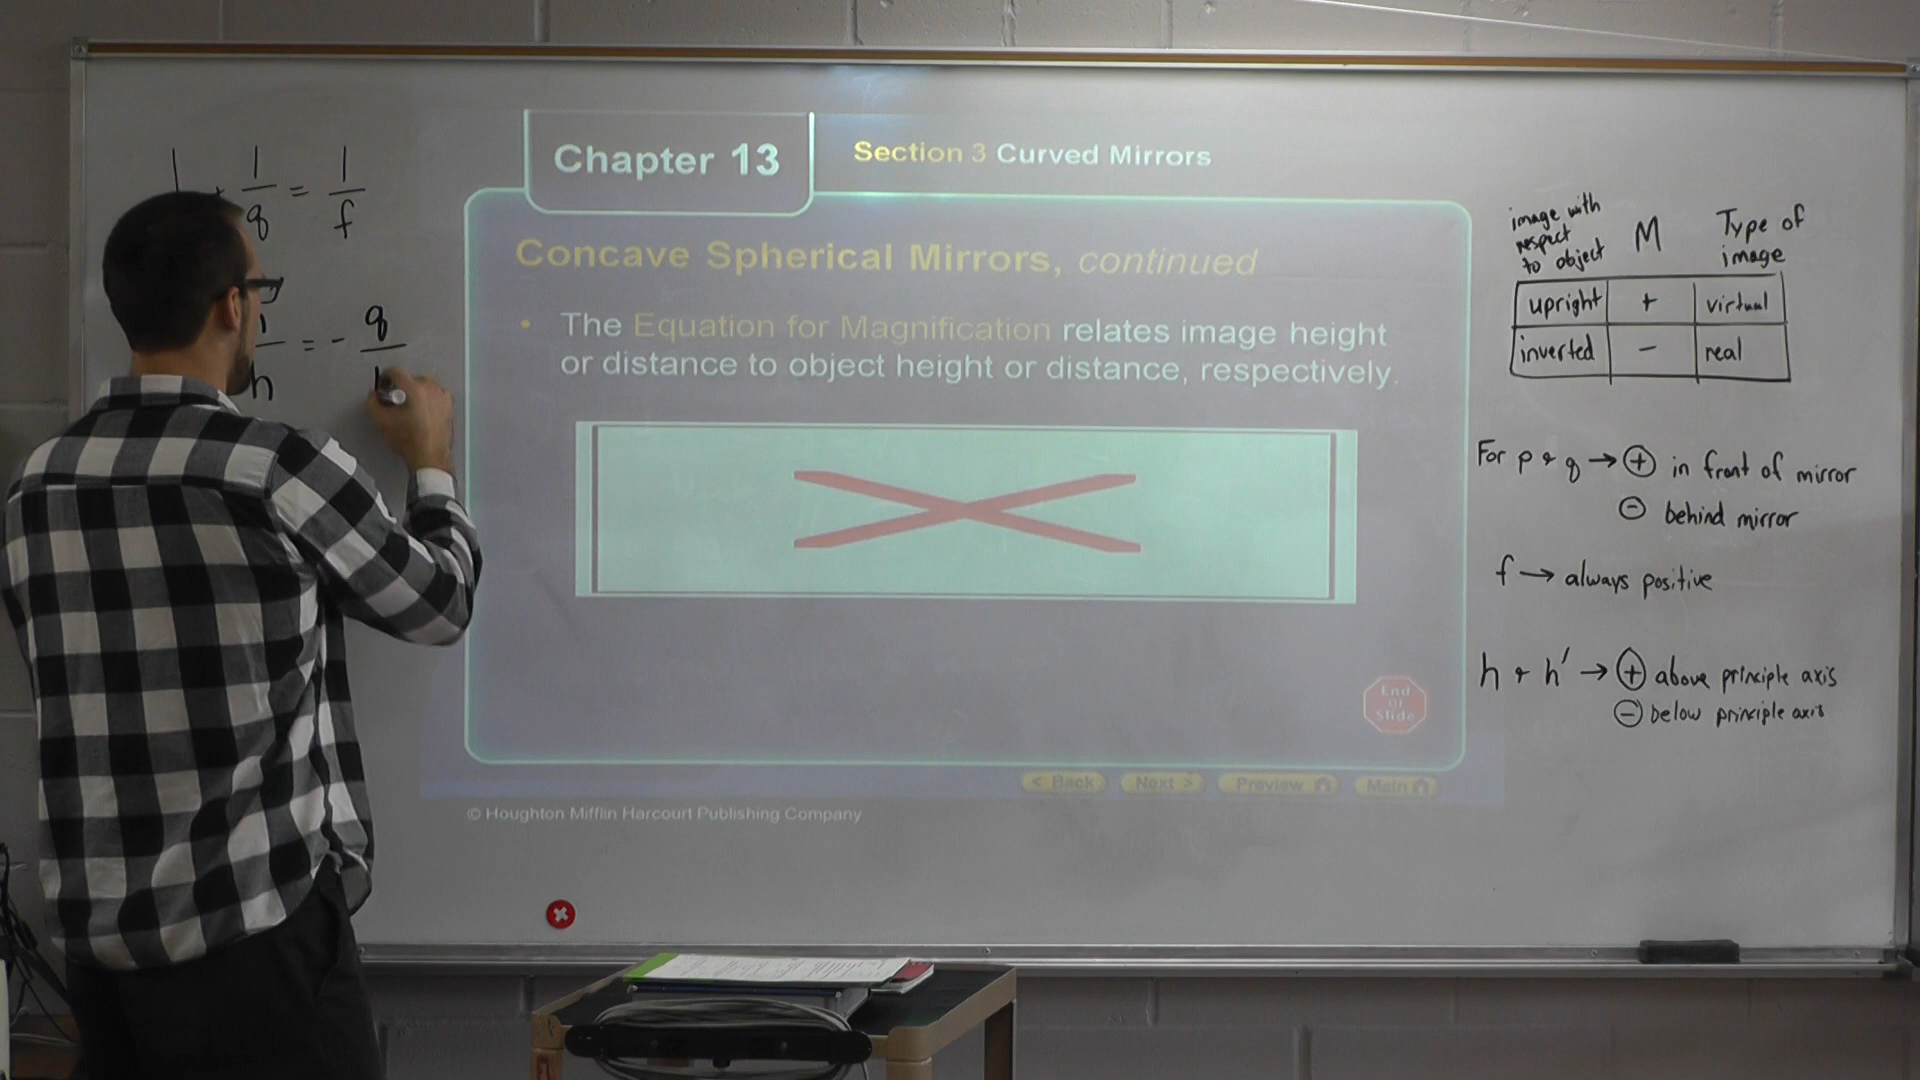 Chapter 13
Section 3 Curved Mirrors
Concave Spherical Mirrors, continued
• The Equation for Magnification relates image height
or distance to object height or distance, respectively.
End
of
Slide
< Back
Next >
Preview
Main
© Houghton Mifflin Harcourt Publishing Company
1 1 1
q = f
= - q
h
image with
respect
to object
M
Type of
image
upright + virtual
inverted - real
For p & q → ⊕ in front of mirror
⊖ behind mirror
f → always positive
h & h' → ⊕ above principle axis
⊖ below principle axis